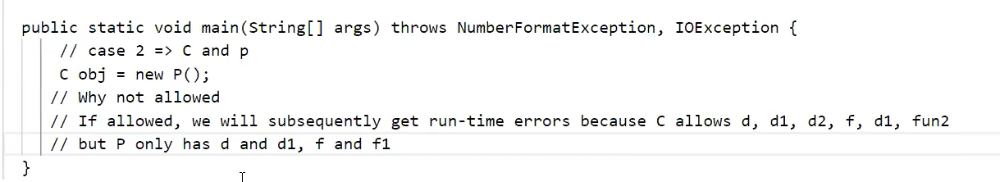 public static void main(String[] args) throws NumberFormatException, IOException {
// case 2 => C and p
C obj = new P();
// Why not allowed
// If allowed, we will subsequently get run-time errors because C allows d, d1, d2, f, d1, fun2
// but P only has d and d1, f and f1
}